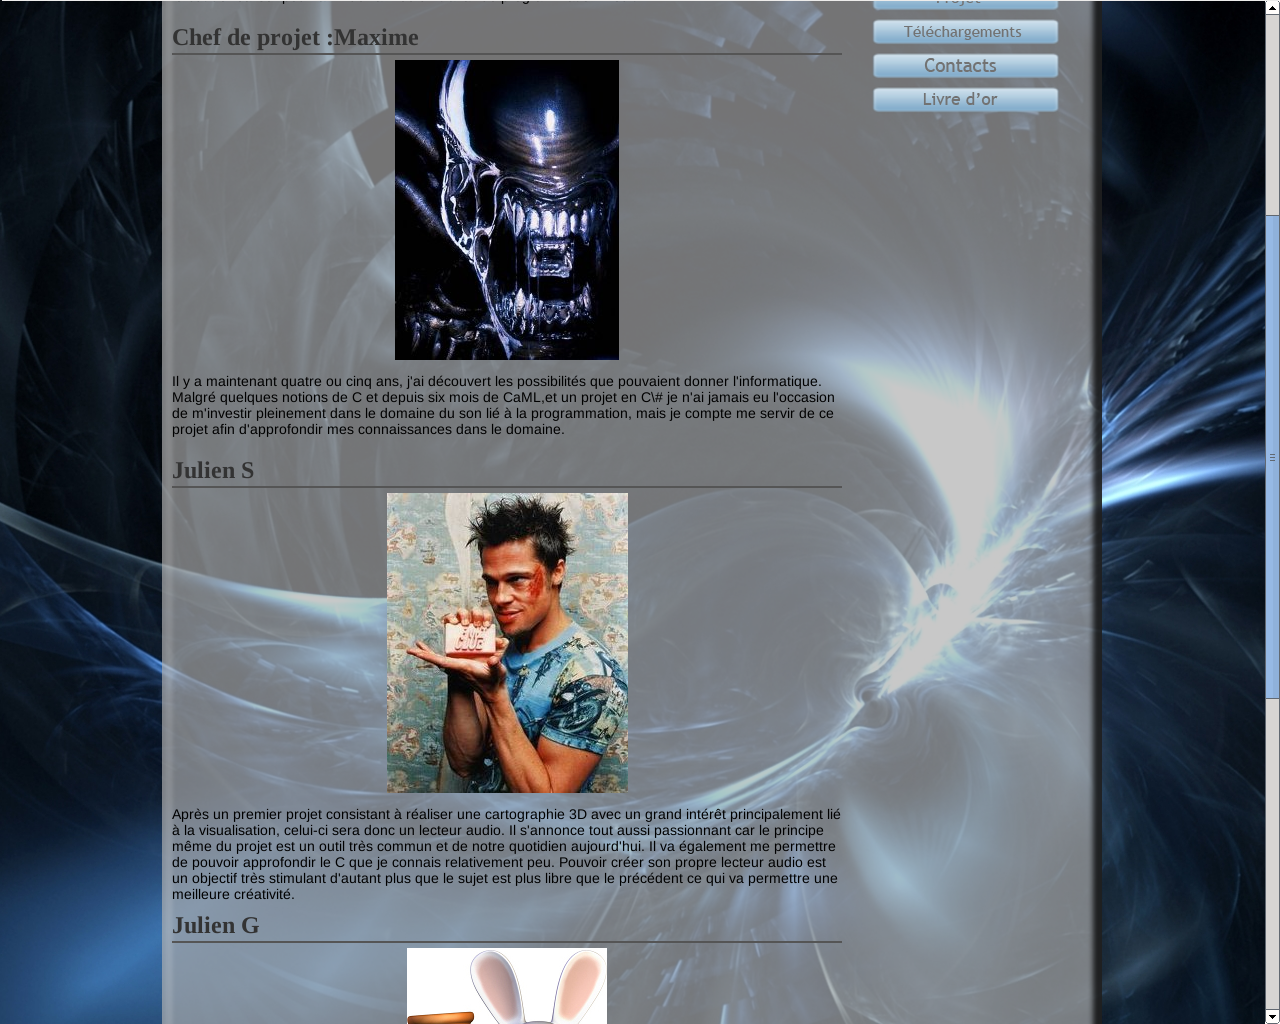 Projet
Téléchargements
Contacts
Livre d'or
Chef de projet :Maxime
Il y a maintenant quatre ou cinq ans, j'ai découvert les possibilités que pouvaient donner l'informatique.
Malgré quelques notions de C et depuis six mois de CaML,et un projet en C\# je n'ai jamais eu l'occasion
de m'investir pleinement dans le domaine du son lié à la programmation, mais je compte me servir de ce
projet afin d'approfondir mes connaissances dans le domaine.
Julien S
CLUB
Après un premier projet consistant à réaliser une cartographie 3D avec un grand intérêt principalement lié
à la visualisation, celui-ci sera donc un lecteur audio. Il s'annonce tout aussi passionnant car le principe
même du projet est un outil très commun et de notre quotidien aujourd'hui. Il va également me permettre
de pouvoir approfondir le C que je connais relativement peu. Pouvoir créer son propre lecteur audio est
un objectif très stimulant d'autant plus que le sujet est plus libre que le précédent ce qui va permettre une
meilleure créativité.
Julien G